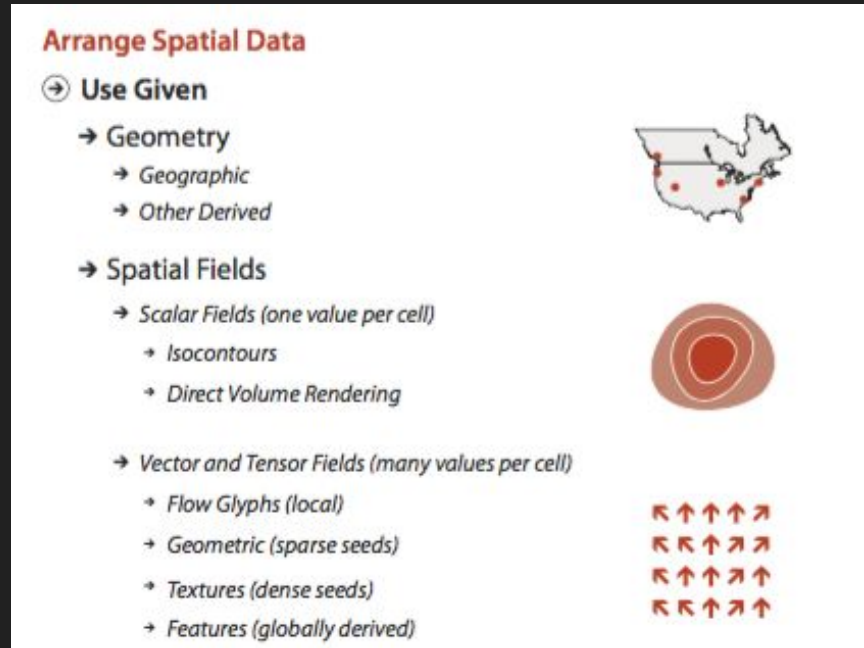 Arrange Spatial Data
Use Given
Geometry
Geographic
Other Derived
Spatial Fields
Scalar Fields (one value per cell)
Isocontours
Direct Volume Rendering
Vector and Tensor Fields (many values per cell)
Flow Glyphs (local)
Geometric (sparse seeds)
Textures (dense seeds)
Features (globally derived)